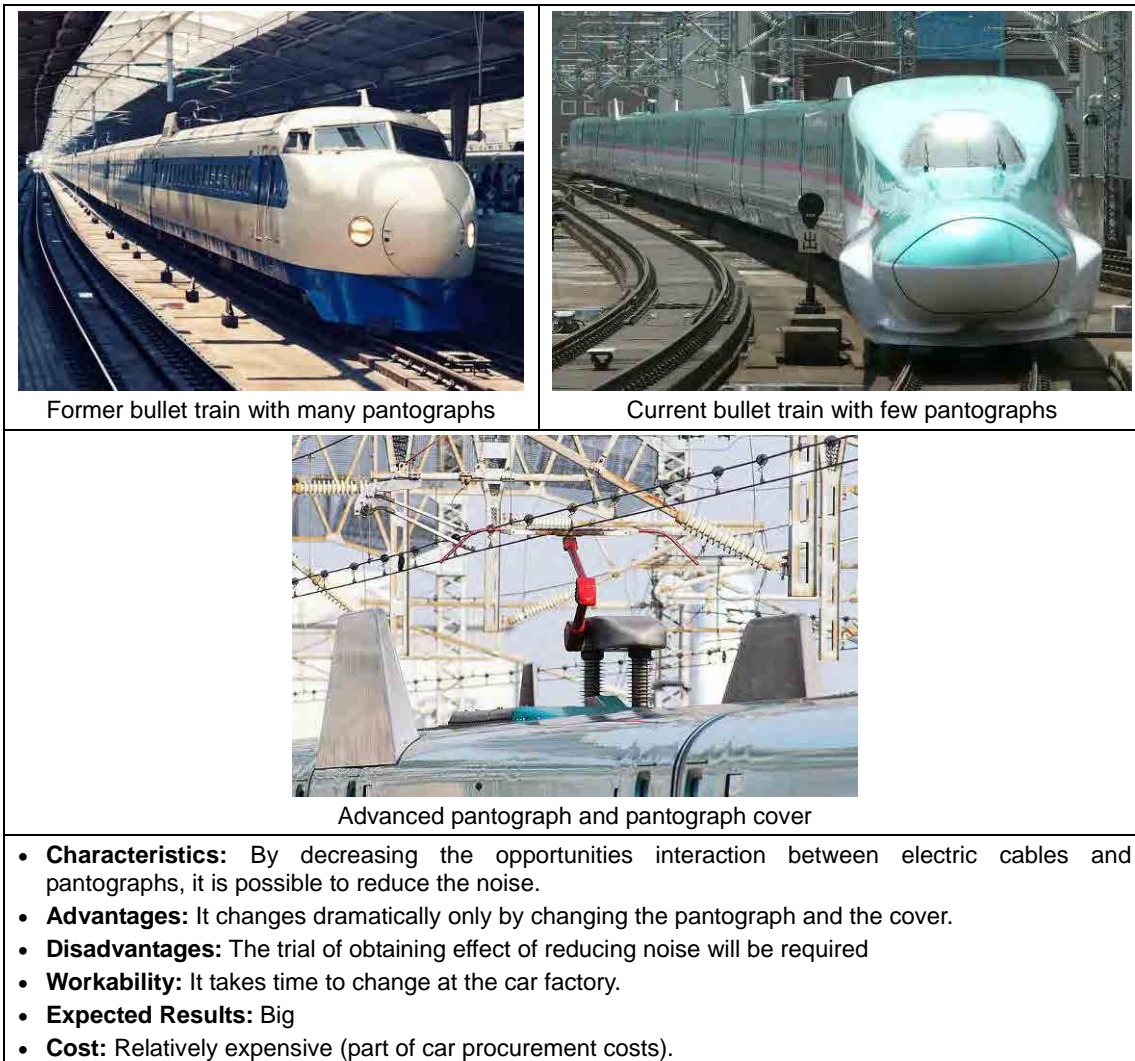 Former bullet train with many pantographs
出
Current bullet train with few pantographs
Advanced pantograph and pantograph cover
• Characteristics: By decreasing the opportunities interaction between electric cables and
pantographs, it is possible to reduce the noise.
• Advantages: It changes dramatically only by changing the pantograph and the cover.
• Disadvantages: The trial of obtaining effect of reducing noise will be required
• Workability: It takes time to change at the car factory.
• Expected Results: Big
• Cost: Relatively expensive (part of car procurement costs).